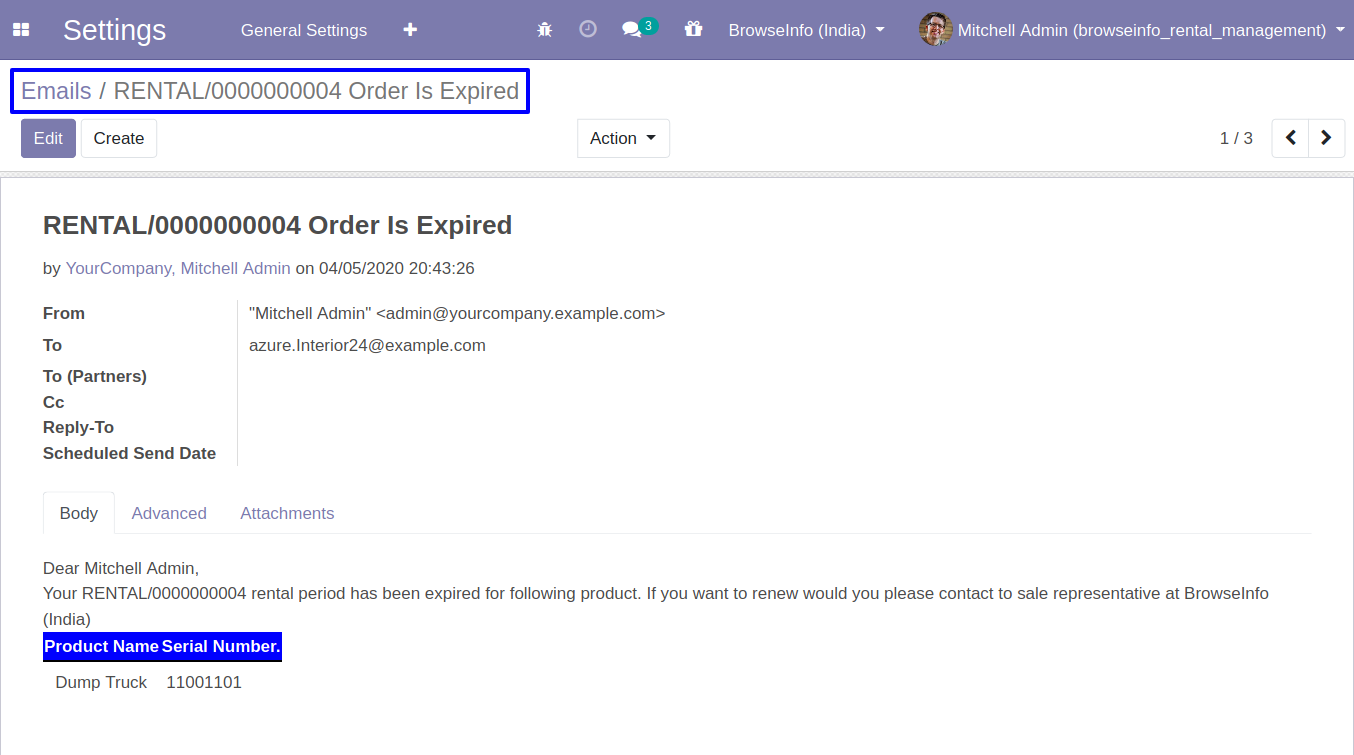 Settings General Settings 3 BrowseInfo (India) Mitchell Admin (browseinfo_rental_management)
Emails / RENTAL/0000000004 Order Is Expired
Edit Create Action 1 / 3
RENTAL/0000000004 Order Is Expired
by YourCompany, Mitchell Admin on 04/05/2020 20:43:26
From "Mitchell Admin" <admin@yourcompany.example.com>
To azure.Interior24@example.com
To (Partners)
Cc
Reply-To
Scheduled Send Date
Body Advanced Attachments
Dear Mitchell Admin,
Your RENTAL/0000000004 rental period has been expired for following product. If you want to renew would you please contact to sale representative at BrowseInfo
(India)
Product Name Serial Number.
Dump Truck 11001101